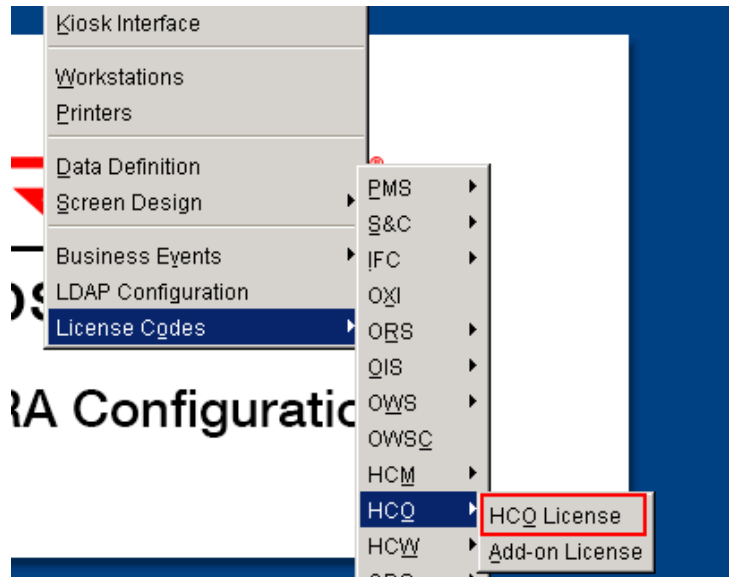 Kiosk Interface
Workstations
Printers
Data Definition
Screen Design
Business Events
LDAP Configuration
License Codes
PMS
S&C
IFC
OXI
ORS
OIS
OWS
OWSC
HCM
HCQ
HCW
HCQ License
Add-on License
®
RA Configuratio